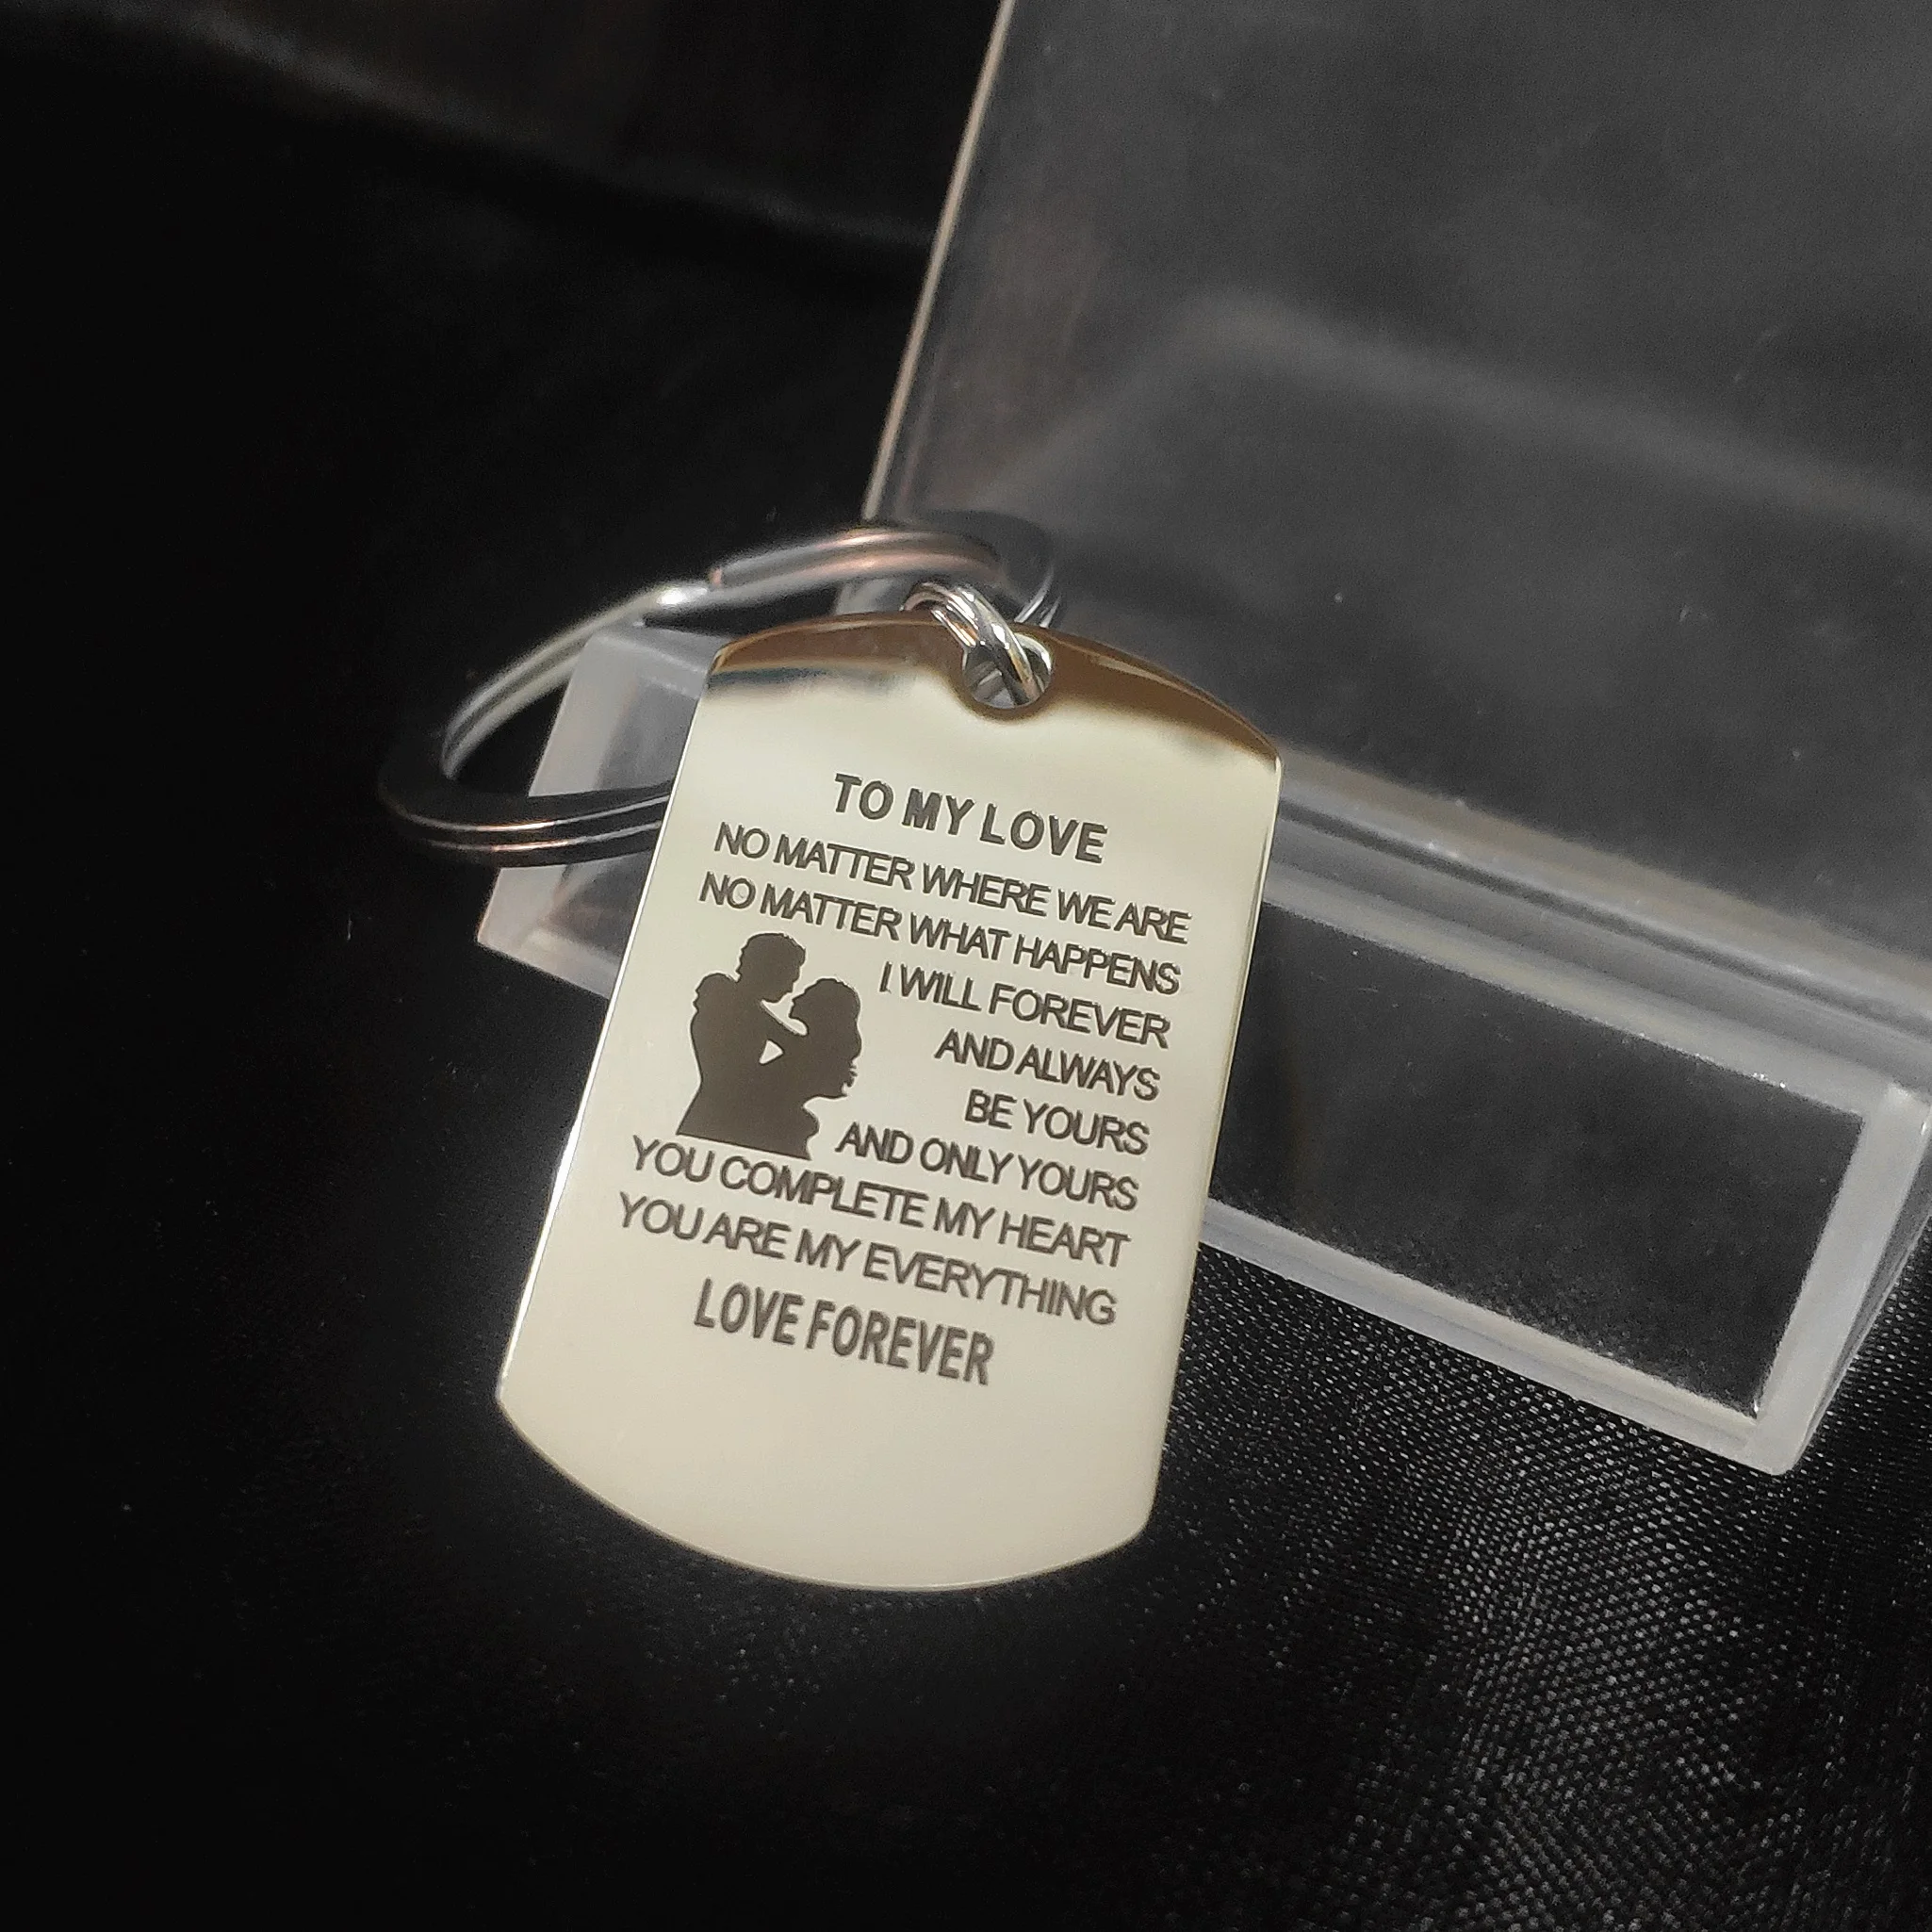 TO MY LOVE
NO MATTER WHERE WE ARE
NO MATTER WHAT HAPPENS
I WILL FOREVER
AND ALWAYS
BE YOURS
AND ONLY YOURS
YOU COMPLETE MY HEART
YOU ARE MY EVERYTHING
LOVE FOREVER